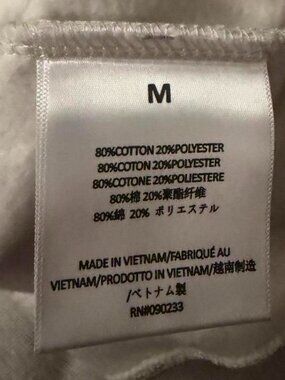 M
80%COTTON 20%POLYESTER
80%COTON 20%POLYESTER
80%COTONE 20%POLIESTERE
80%棉 20%聚酯纤维
80%綿 20% ポリエステル
MADE IN VIETNAM/FABRIQUÉ AU
VIETNAM/PRODOTTO IN VIETNAM/越南制造
/ベトナム製
RN#090233